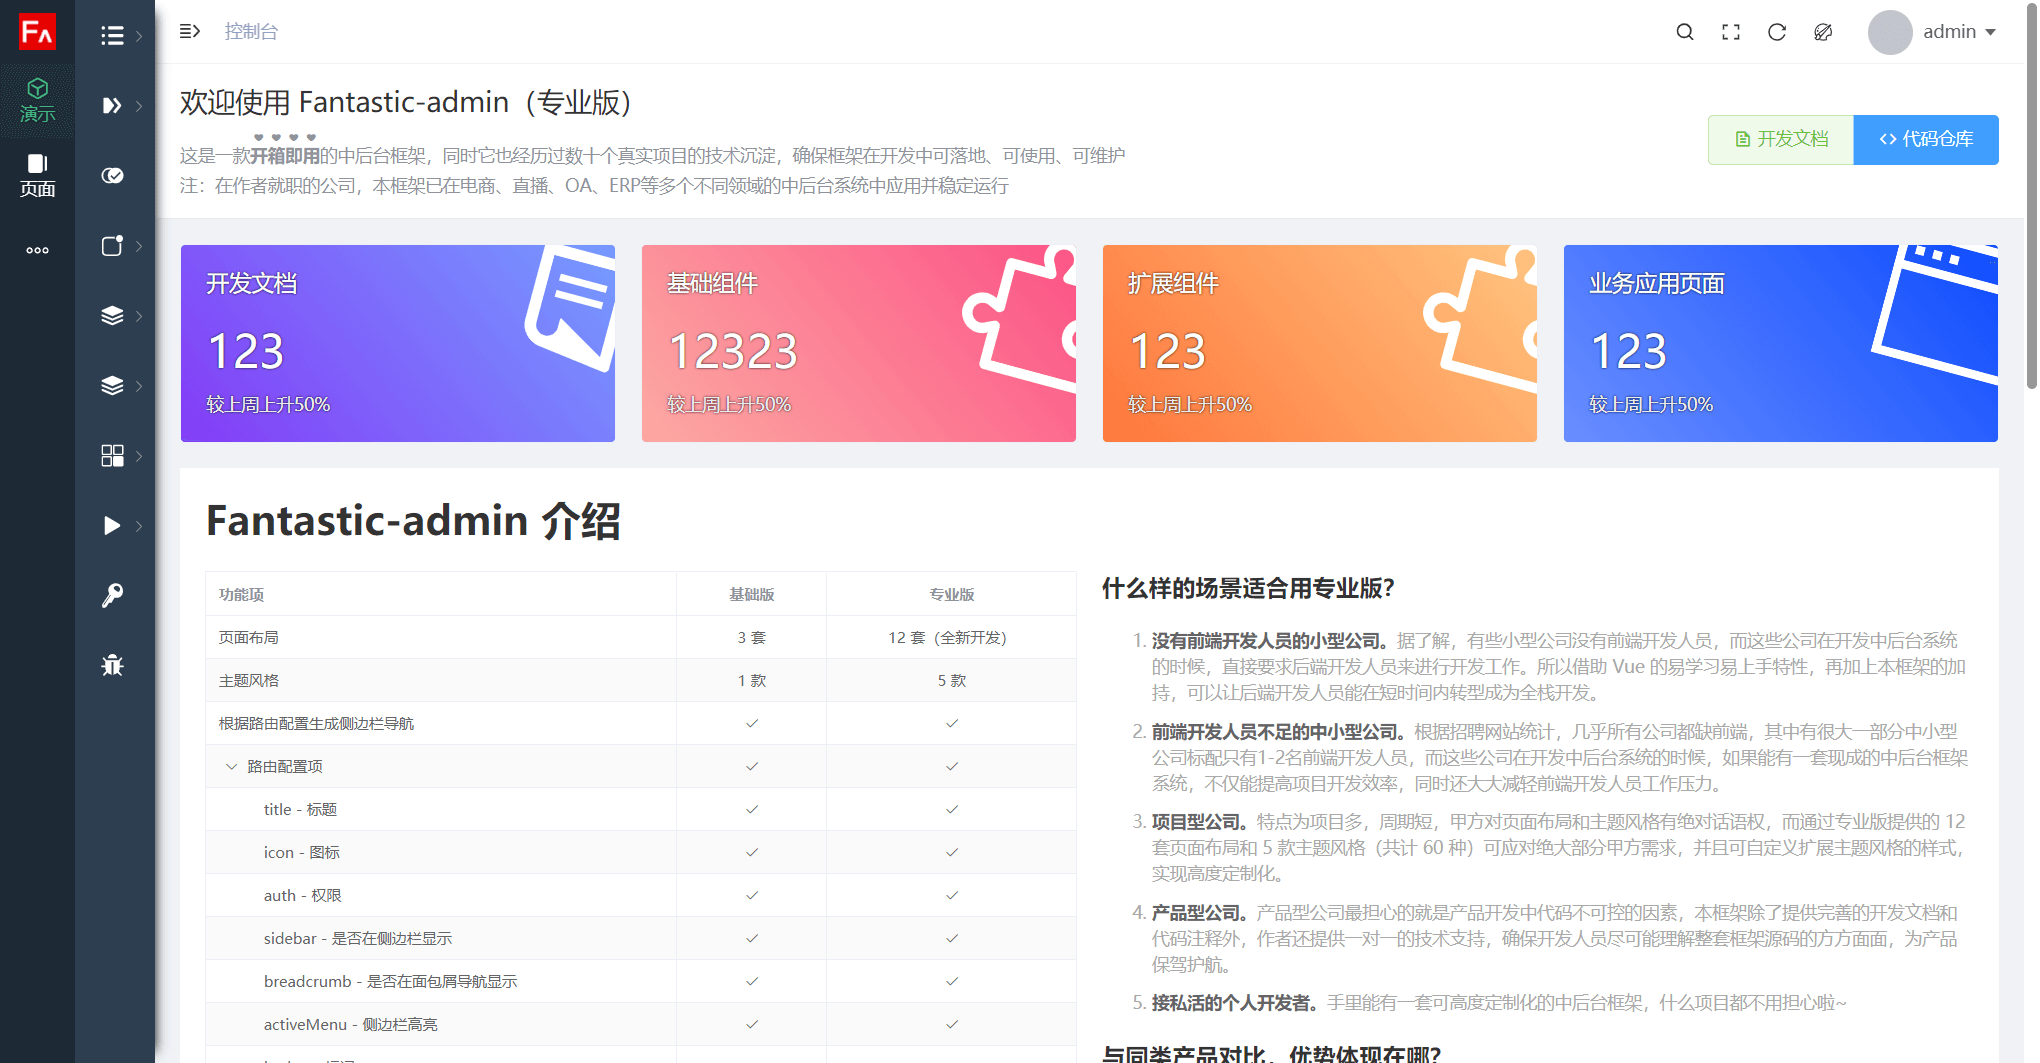 FA
演示
页面
控制台
admin
欢迎使用 Fantastic-admin（专业版）
这是一款开箱即用的中后台框架，同时它也经历过数十个真实项目的技术沉淀，确保框架在开发中可落地、可使用、可维护
注：在作者就职的公司，本框架已在电商、直播、OA、ERP等多个不同领域的中后台系统中应用并稳定运行
开发文档
代码仓库
开发文档
123
较上周上升50%
基础组件
12323
较上周上升50%
扩展组件
123
较上周上升50%
业务应用页面
123
较上周上升50%
Fantastic-admin 介绍
功能项 基础版 专业版
页面布局 3 套 12 套（全新开发）
主题风格 1 款 5 款
根据路由配置生成侧边栏导航
路由配置项
title - 标题
icon - 图标
auth - 权限
sidebar - 是否在侧边栏显示
breadcrumb - 是否在面包屑导航显示
activeMenu - 侧边栏高亮
什么样的场景适合用专业版？
1. 没有前端开发人员的小型公司。据了解，有些小型公司没有前端开发人员，而这些公司在开发中后台系统
的时候，直接要求后端开发人员来进行开发工作。所以借助 Vue 的易学习易上手特性，再加上本框架的加
持，可以让后端开发人员能在短时间内转型成为全栈开发。
2. 前端开发人员不足的中小型公司。根据招聘网站统计，几乎所有公司都缺前端，其中有很大一部分中小型
公司标配只有1-2名前端开发人员，而这些公司在开发中后台系统的时候，如果能有一套现成的中后台框架
系统，不仅能提高项目开发效率，同时还大大减轻前端开发人员工作压力。
3. 项目型公司。特点为项目多，周期短，甲方对页面布局和主题风格有绝对话语权，而通过专业版提供的 12
套页面布局和 5 款主题风格（共计 60 种）可应对绝大部分甲方需求，并且可自定义扩展主题风格的样式，
实现高度定制化。
4. 产品型公司。产品型公司最担心的就是产品开发中代码不可控的因素，本框架除了提供完善的开发文档和
代码注释外，作者还提供一对一的技术支持，确保开发人员尽可能理解整套框架源码的方方面面，为产品
保驾护航。
5. 接私活的个人开发者。手里能有一套可高度定制化的中后台框架，什么项目都不用担心啦~
与同类产品对比，优势体现在哪？